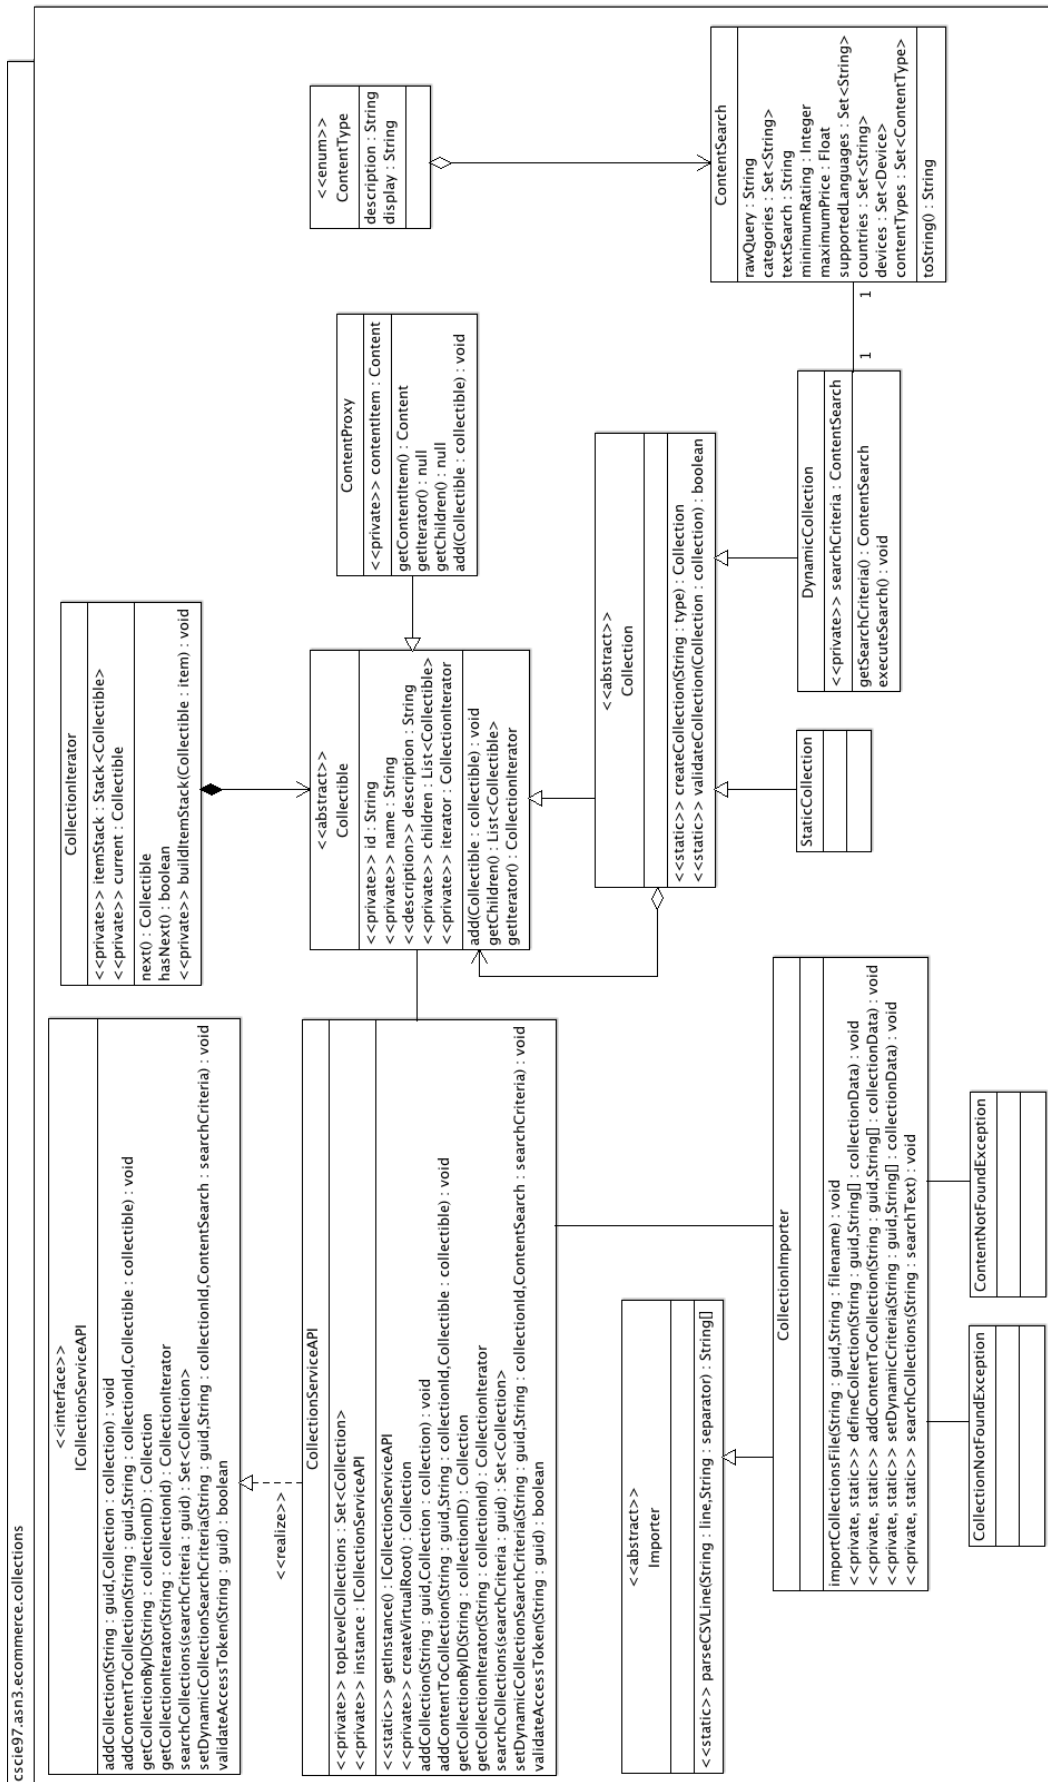 cscie97.asn3.ecommerce.collections
<<interface>>
ICollectionServiceAPI
addCollection(String : guid,Collection : collection) : void
addContentToCollection(String : guid,String : collectionId,Collectible : collectible) : void
getCollectionByID(String : collectionID) : Collection
getCollectionIterator(String : collectionId) : CollectionIterator
searchCollections(searchCriteria : guid) : Set<Collection>
setDynamicCollectionSearchCriteria(String : guid,String : collectionId,ContentSearch : searchCriteria) : void
validateAccessToken(String : guid) : boolean
CollectionIterator
<<private>> itemStack : Stack<Collectible>
<<private>> current : Collectible
next() : Collectible
hasNext() : boolean
<<private>> buildItemStack(Collectible : item) : void
<<realize>>
CollectionServiceAPI
<<private>> topLevelCollections : Set<Collection>
<<private>> instance : ICollectionServiceAPI
<<static>> getInstance() : ICollectionServiceAPI
<<private>> createVirtualRoot() : Collection
addCollection(String : guid,Collection : collection) : void
addContentToCollection(String : guid,String : collectionId,Collectible : collectible) : void
getCollectionByID(String : collectionID) : Collection
getCollectionIterator(String : collectionId) : CollectionIterator
searchCollections(searchCriteria : guid) : Set<Collection>
setDynamicCollectionSearchCriteria(String : guid,String : collectionId,ContentSearch : searchCriteria) : void
validateAccessToken(String : guid) : boolean
<<abstract>>
Collectible
<<private>> id : String
<<private>> name : String
<<description>> description : String
<<private>> children : List<Collectible>
<<private>> iterator : CollectionIterator
add(Collectible : collectible) : void
getChildren() : List<Collectible>
getIterator() : CollectionIterator
ContentProxy
<<private>> contentItem : Content
getContentItem() : Content
getIterator() : null
getChildren() : null
add(Collectible : collectible) : void
<<enum>>
ContentType
description : String
display : String
<<abstract>>
Importer
<<static>> parseCSVLine(String : line,String : separator) : String[]
<<abstract>>
Collection
<<static>> createCollection(String : type) : Collection
<<static>> validateCollection(Collection : collection) : boolean
ContentSearch
rawQuery : String
categories : Set<String>
textSearch : String
minimumRating : Integer
maximumPrice : Float
supportedLanguages : Set<String>
countries : Set<String>
devices : Set<Device>
contentTypes : Set<ContentType>
toString() : String
1
1
CollectionImporter
importCollectionsFile(String : guid,String : filename) : void
<<private, static>> defineCollection(String : guid,String[] : collectionData) : void
<<private, static>> addContentToCollection(String : guid,String[] : collectionData) : void
<<private, static>> setDynamicCriteria(String : guid,String[] : collectionData) : void
<<private, static>> searchCollections(String : searchText) : void
StaticCollection
DynamicCollection
<<private>> searchCriteria : ContentSearch
getSearchCriteria() : ContentSearch
executeSearch() : void
CollectionNotFoundException
ContentNotFoundException